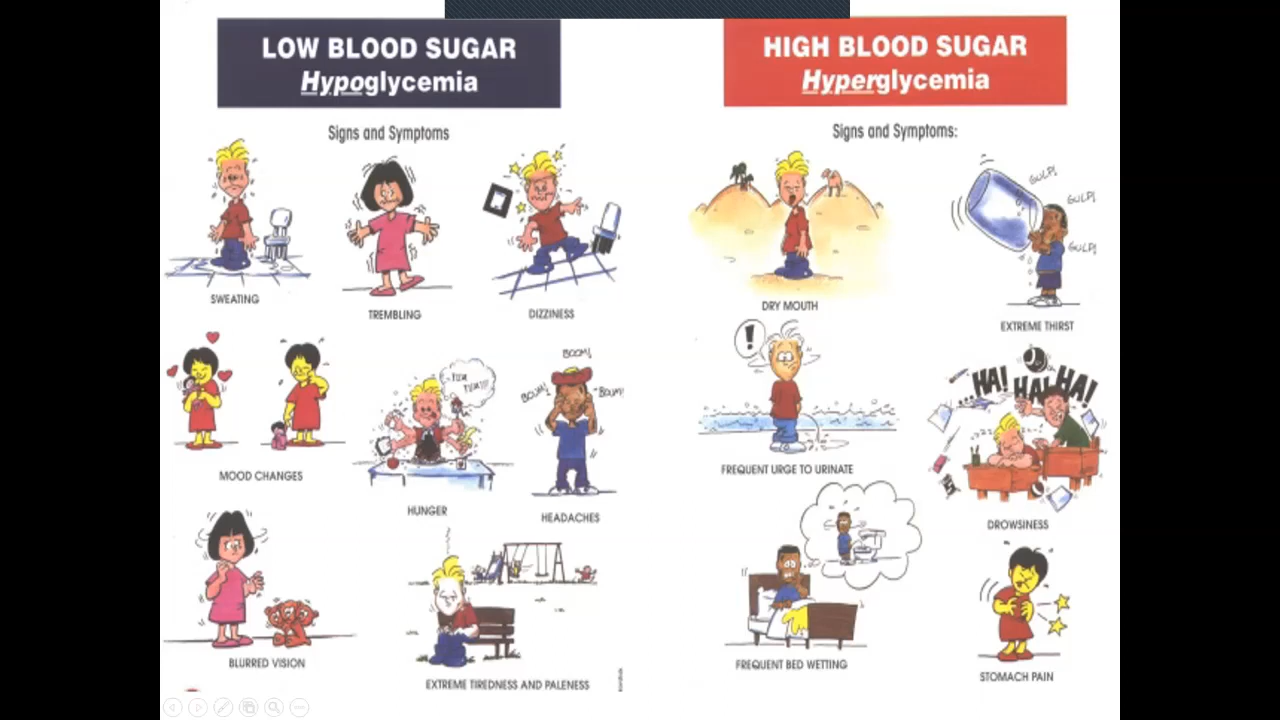 LOW BLOOD SUGAR
Hypoglycemia
Signs and Symptoms
SWEATING
TREMBLING
DIZZINESS
MOOD CHANGES
HUNGER
BOOM!
BOUM!
BOUM!
HEADACHES
BLURRED VISION
EXTREME TIREDNESS AND PALENESS
HIGH BLOOD SUGAR
Hyperglycemia
Signs and Symptoms:
DRY MOUTH
GULP!
GULP!
GULP!
EXTREME THIRST
!
FREQUENT URGE TO URINATE
...HA! HA! HA!
DROWSINESS
FREQUENT BED WETTING
STOMACH PAIN